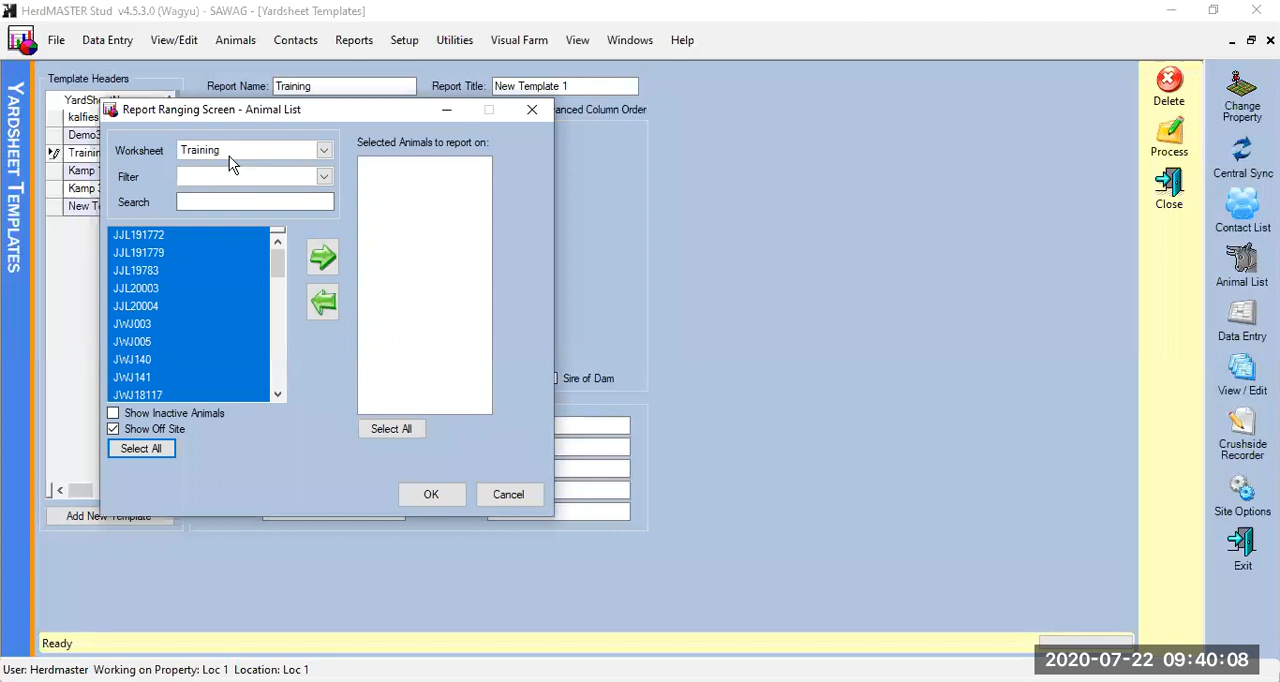 HerdMASTER Stud v4.5.3.0 (Wagyu) - SAWAG - [Yardsheet Templates]
File Data Entry View/Edit Animals Contacts Reports Setup Utilities Visual Farm View Windows Help
YARDSHEET TEMPLATES
Template Headers
Report Name: Training Report Title: New Template 1
kalfies
Demo3
Kamp
Kamp 3
Add New Template
Report Ranging Screen - Animal List
Worksheet Training
Filter
Search
JJL191772
JJL191779
JJL19783
JJL20003
JJL20004
JWJ003
JWJ005
JWJ140
JWJ141
JWJ18117
Show Inactive Animals
Show Off Site
Select All
Selected Animals to report on:
Select All
OK Cancel
Column Order
Sire of Dam
Delete
Process
Close
Change
Property
Central Sync
Contact List
Animal List
Data Entry
View / Edit
Crushside
Recorder
Site Options
Exit
Ready
User: Herdmaster Working on Property: Loc 1 Location: Loc 1
2020-07-22 09:40:08